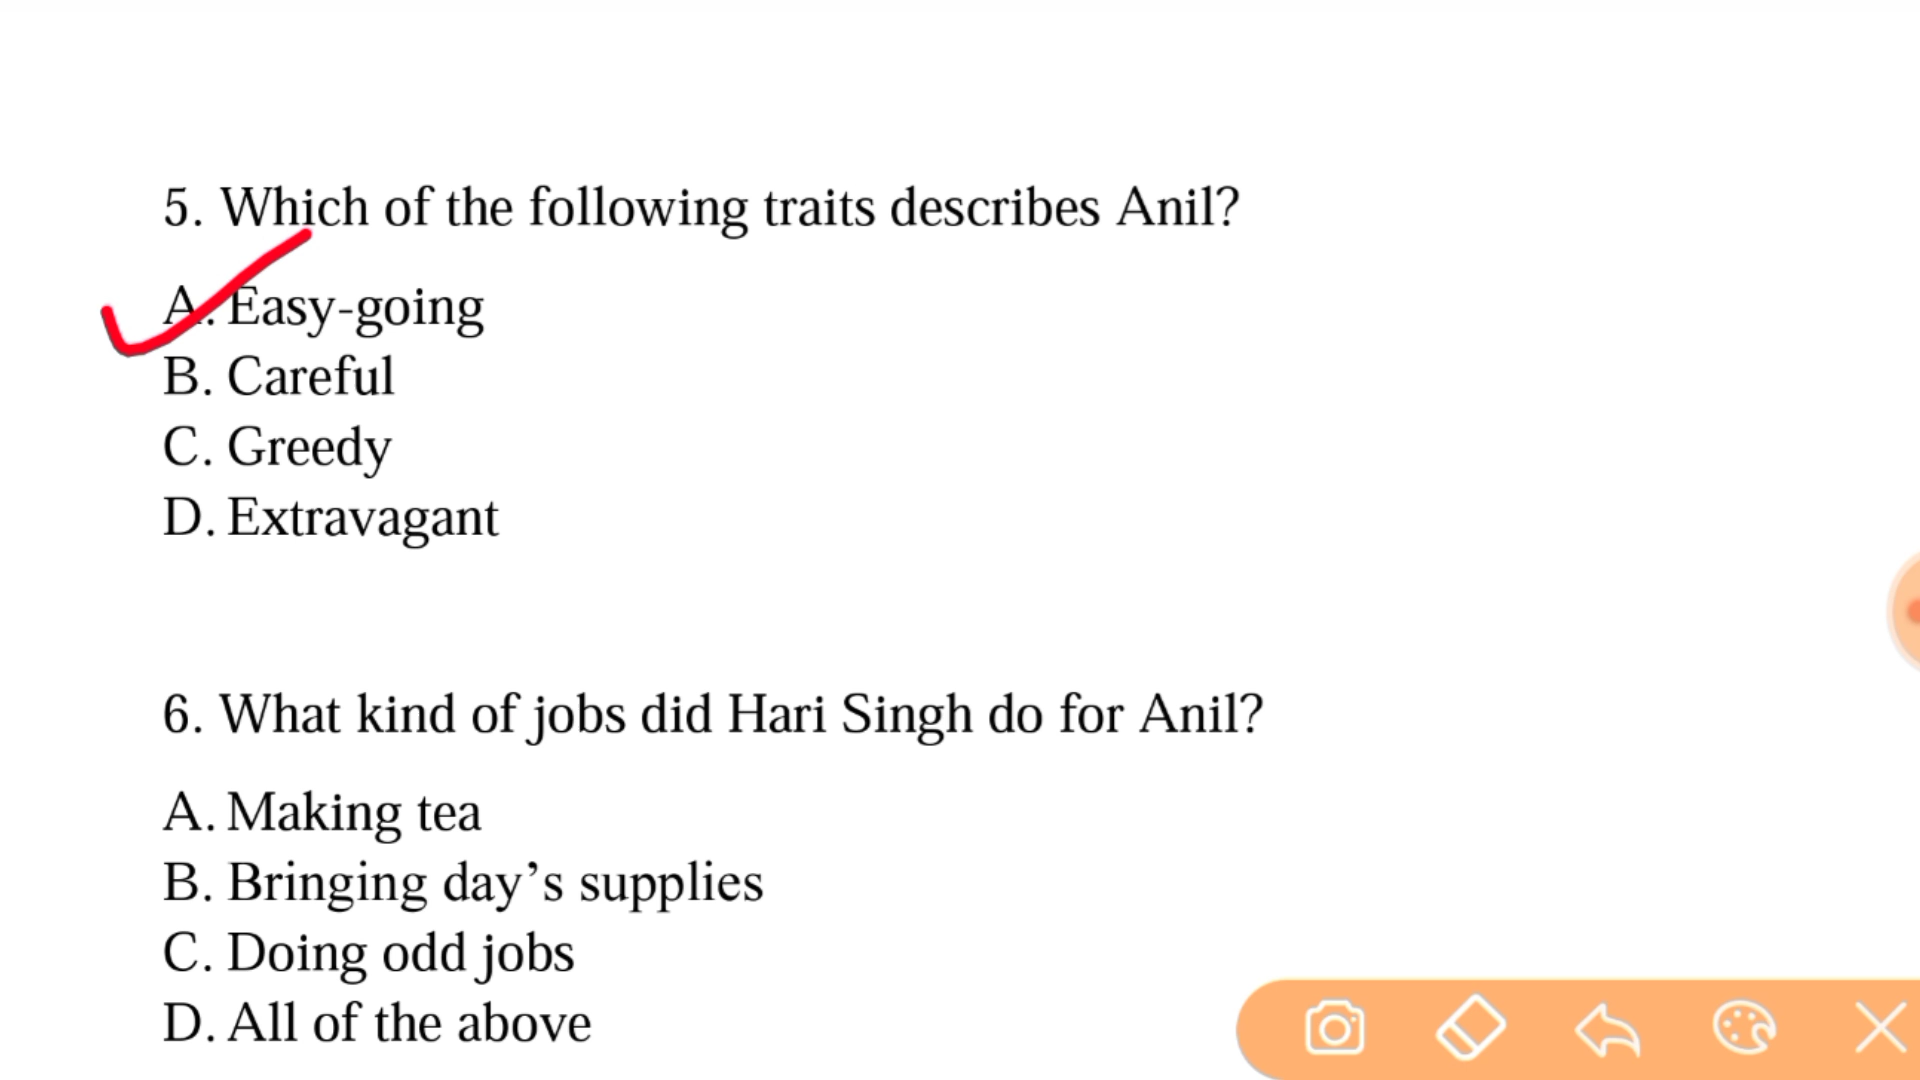 5. Which of the following traits describes Anil?
A. Easy-going
B. Careful
C. Greedy
D. Extravagant
6. What kind of jobs did Hari Singh do for Anil?
A. Making tea
B. Bringing day’s supplies
C. Doing odd jobs
D. All of the above